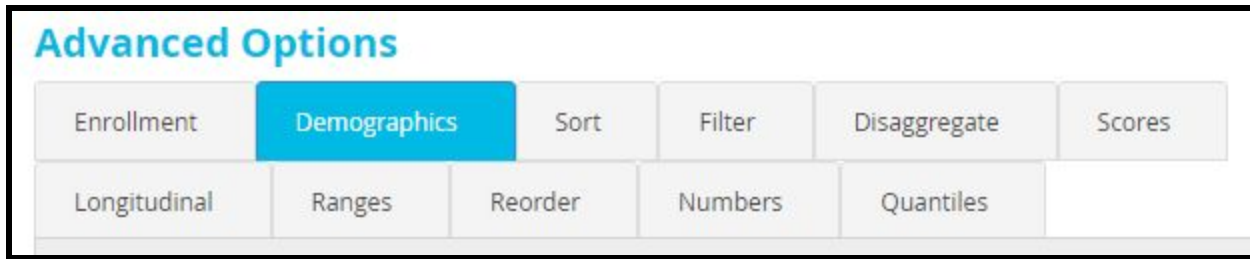 Advanced Options
Enrollment Demographics Sort Filter Disaggregate Scores
Longitudinal Ranges Reorder Numbers Quantiles